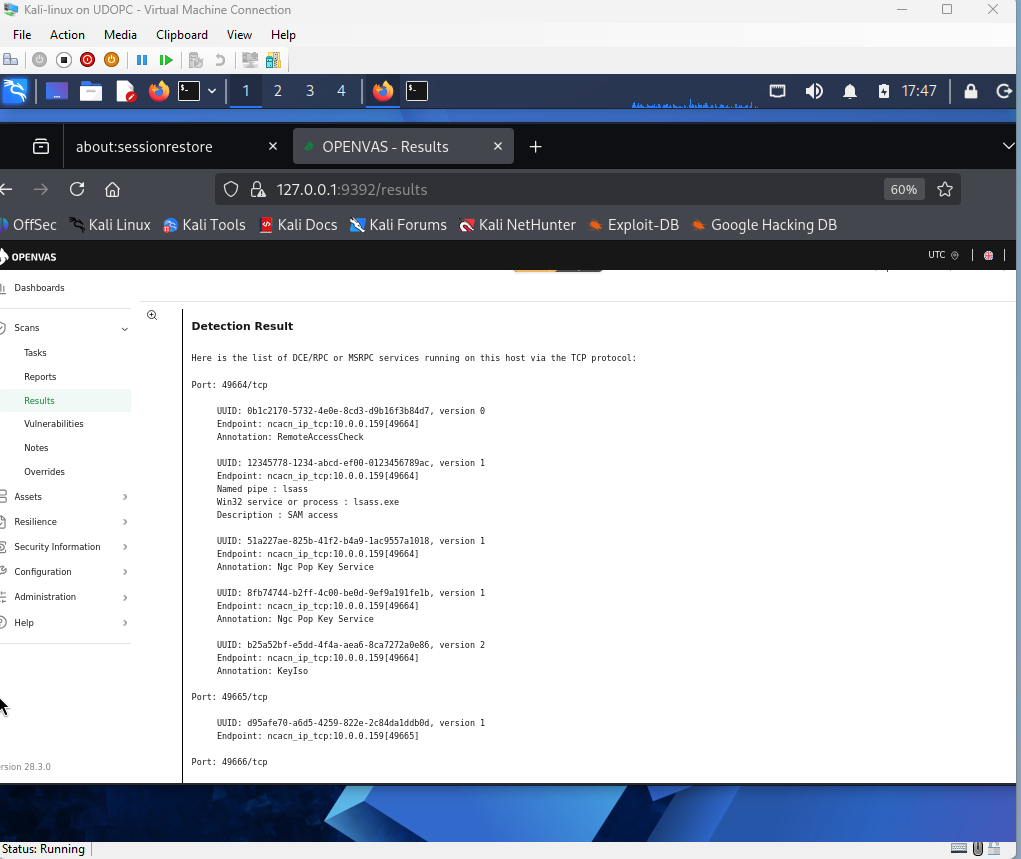 Kali-linux on UDOPC - Virtual Machine Connection
File Action Media Clipboard View Help
1 2 3 4 17:47
about:sessionrestore OPENVAS - Results
127.0.0.1:9392/results 60%
OffSec Kali Linux Kali Tools Kali Docs Kali Forums Kali NetHunter Exploit-DB Google Hacking DB
OPENVAS UTC
Dashboards
Scans
Tasks
Reports
Results
Vulnerabilities
Notes
Overrides
Assets
Resilience
Security Information
Configuration
Administration
Help
ersion 28.3.0
Detection Result
Here is the list of DCE/RPC or MSRPC services running on this host via the TCP protocol:
Port: 49664/tcp
UUID: 0b1c2170-5732-4e0e-8cd3-d9b16f3b84d7, version 0
Endpoint: ncacn_ip_tcp:10.0.0.159[49664]
Annotation: RemoteAccessCheck
UUID: 12345778-1234-abcd-ef00-0123456789ac, version 1
Endpoint: ncacn_ip_tcp:10.0.0.159[49664]
Named pipe : lsass
Win32 service or process : lsass.exe
Description : SAM access
UUID: 51a227ae-825b-41f2-b4a9-1ac9557a1018, version 1
Endpoint: ncacn_ip_tcp:10.0.0.159[49664]
Annotation: Ngc Pop Key Service
UUID: 8fb74744-b2ff-4c00-be0d-9ef9a191fe1b, version 1
Endpoint: ncacn_ip_tcp:10.0.0.159[49664]
Annotation: Ngc Pop Key Service
UUID: b25a52bf-e5dd-4f4a-aea6-8ca7272a0e86, version 2
Endpoint: ncacn_ip_tcp:10.0.0.159[49664]
Annotation: KeyIso
Port: 49665/tcp
UUID: d95afe70-a6d5-4259-822e-2c84da1ddb0d, version 1
Endpoint: ncacn_ip_tcp:10.0.0.159[49665]
Port: 49666/tcp
Status: Running